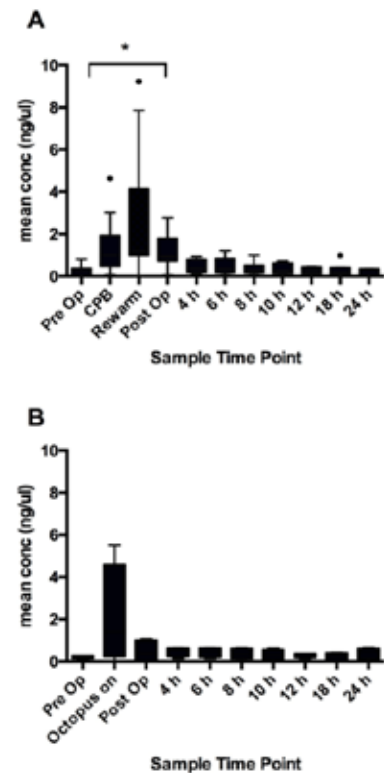 A
*
10
8
6
4
2
0
mean conc (ng/ul)
Pre Op
CPB
Rewarm
Post Op
4 h
6 h
8 h
10 h
12 h
18 h
24 h
Sample Time Point
B
10
8
6
4
2
0
mean conc (ng/ul)
Pre Op
Octopus on
Post Op
4 h
6 h
8 h
10 h
12 h
18 h
24 h
Sample Time Point